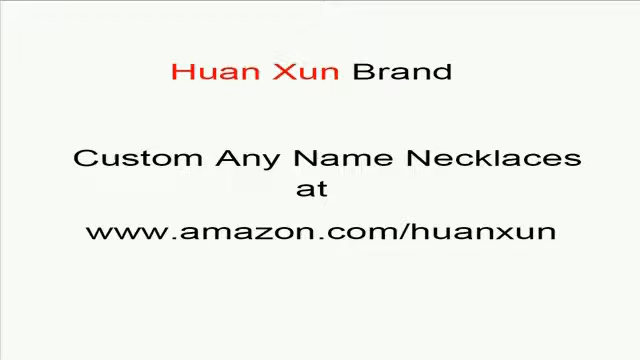 Huan Xun Brand
Custom Any Name Necklaces
at
www.amazon.com/huanxun